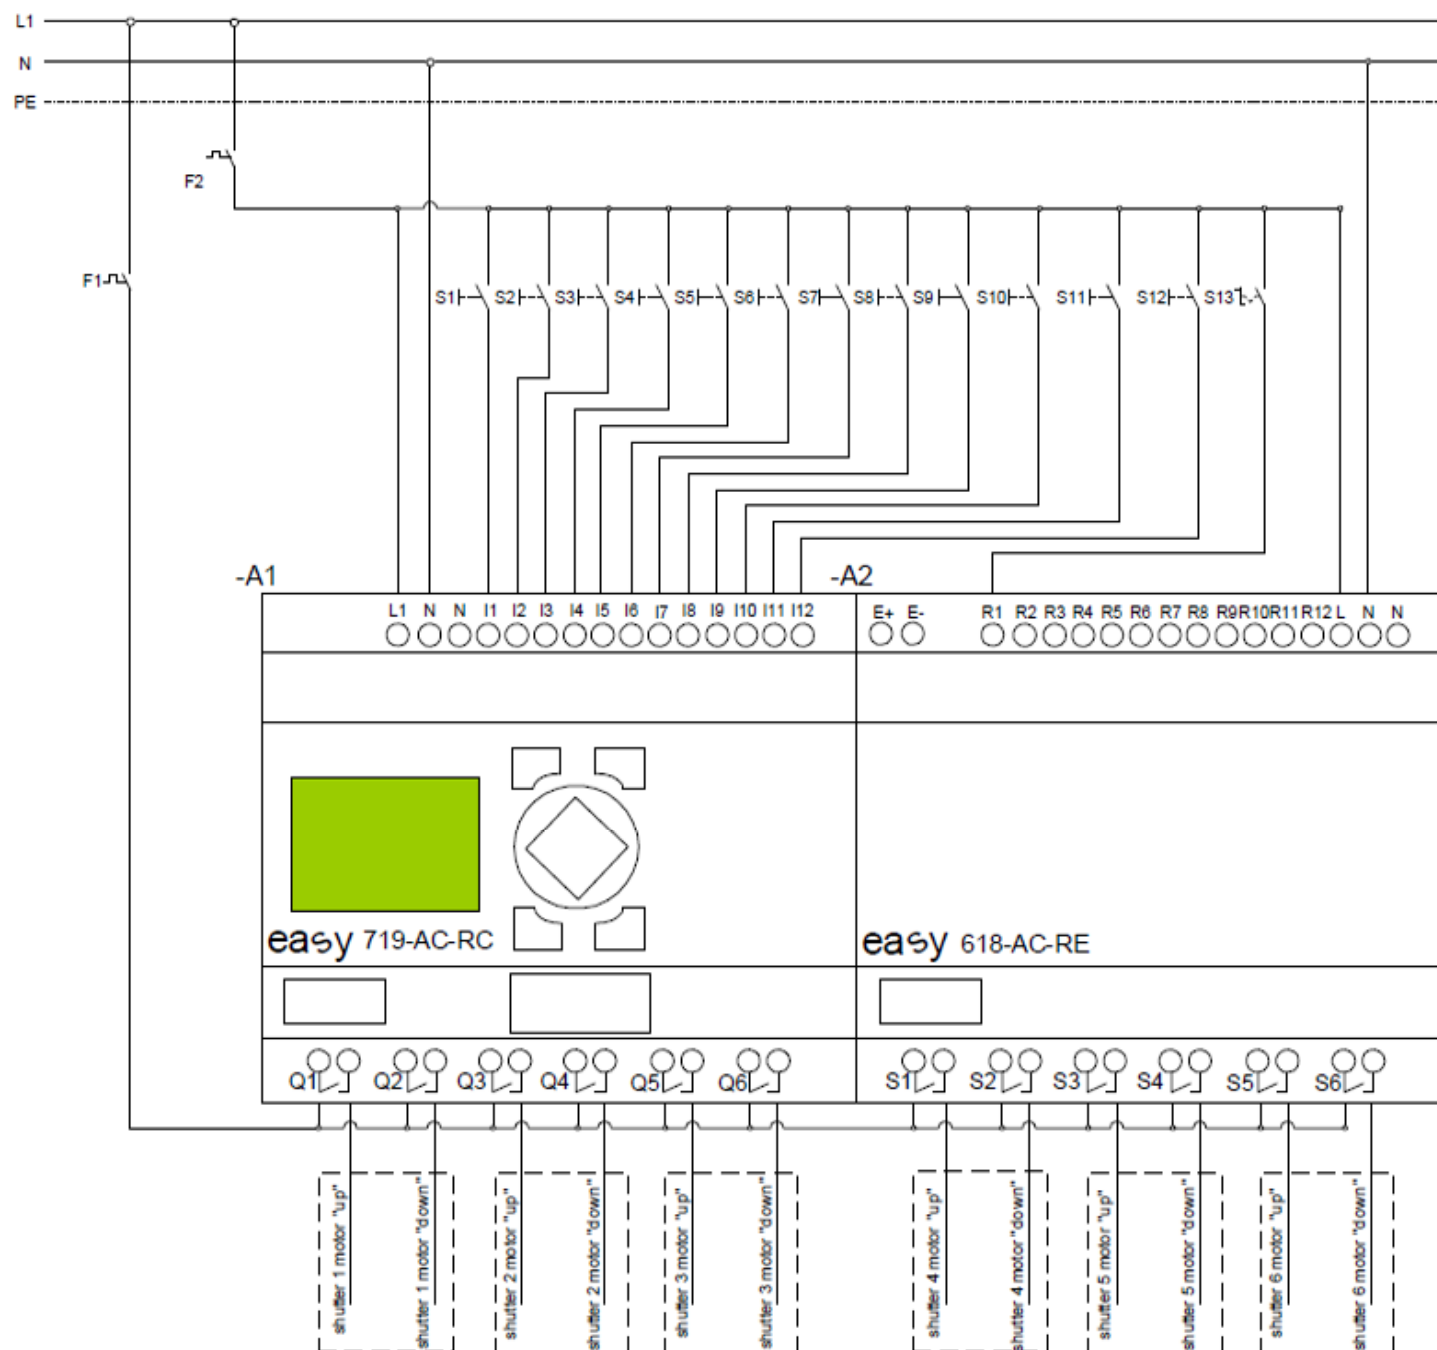 L1
N
PE
F2
F1
S1 S2 S3 S4 S5 S6 S7 S8 S9 S10 S11 S12 S13
-A1 -A2
L1 N N I1 I2 I3 I4 I5 I6 I7 I8 I9 I10 I11 I12 E+ E- R1 R2 R3 R4 R5 R6 R7 R8 R9 R10 R11 R12 L N N
easy 719-AC-RC easy 618-AC-RE
Q1 Q2 Q3 Q4 Q5 Q6 S1 S2 S3 S4 S5 S6
shutter 1 motor "up"
shutter 1 motor "down"
shutter 2 motor "up"
shutter 2 motor "down"
shutter 3 motor "up"
shutter 3 motor "down"
shutter 4 motor "up"
shutter 4 motor "down"
shutter 5 motor "up"
shutter 5 motor "down"
shutter 6 motor "up"
shutter 6 motor "down"